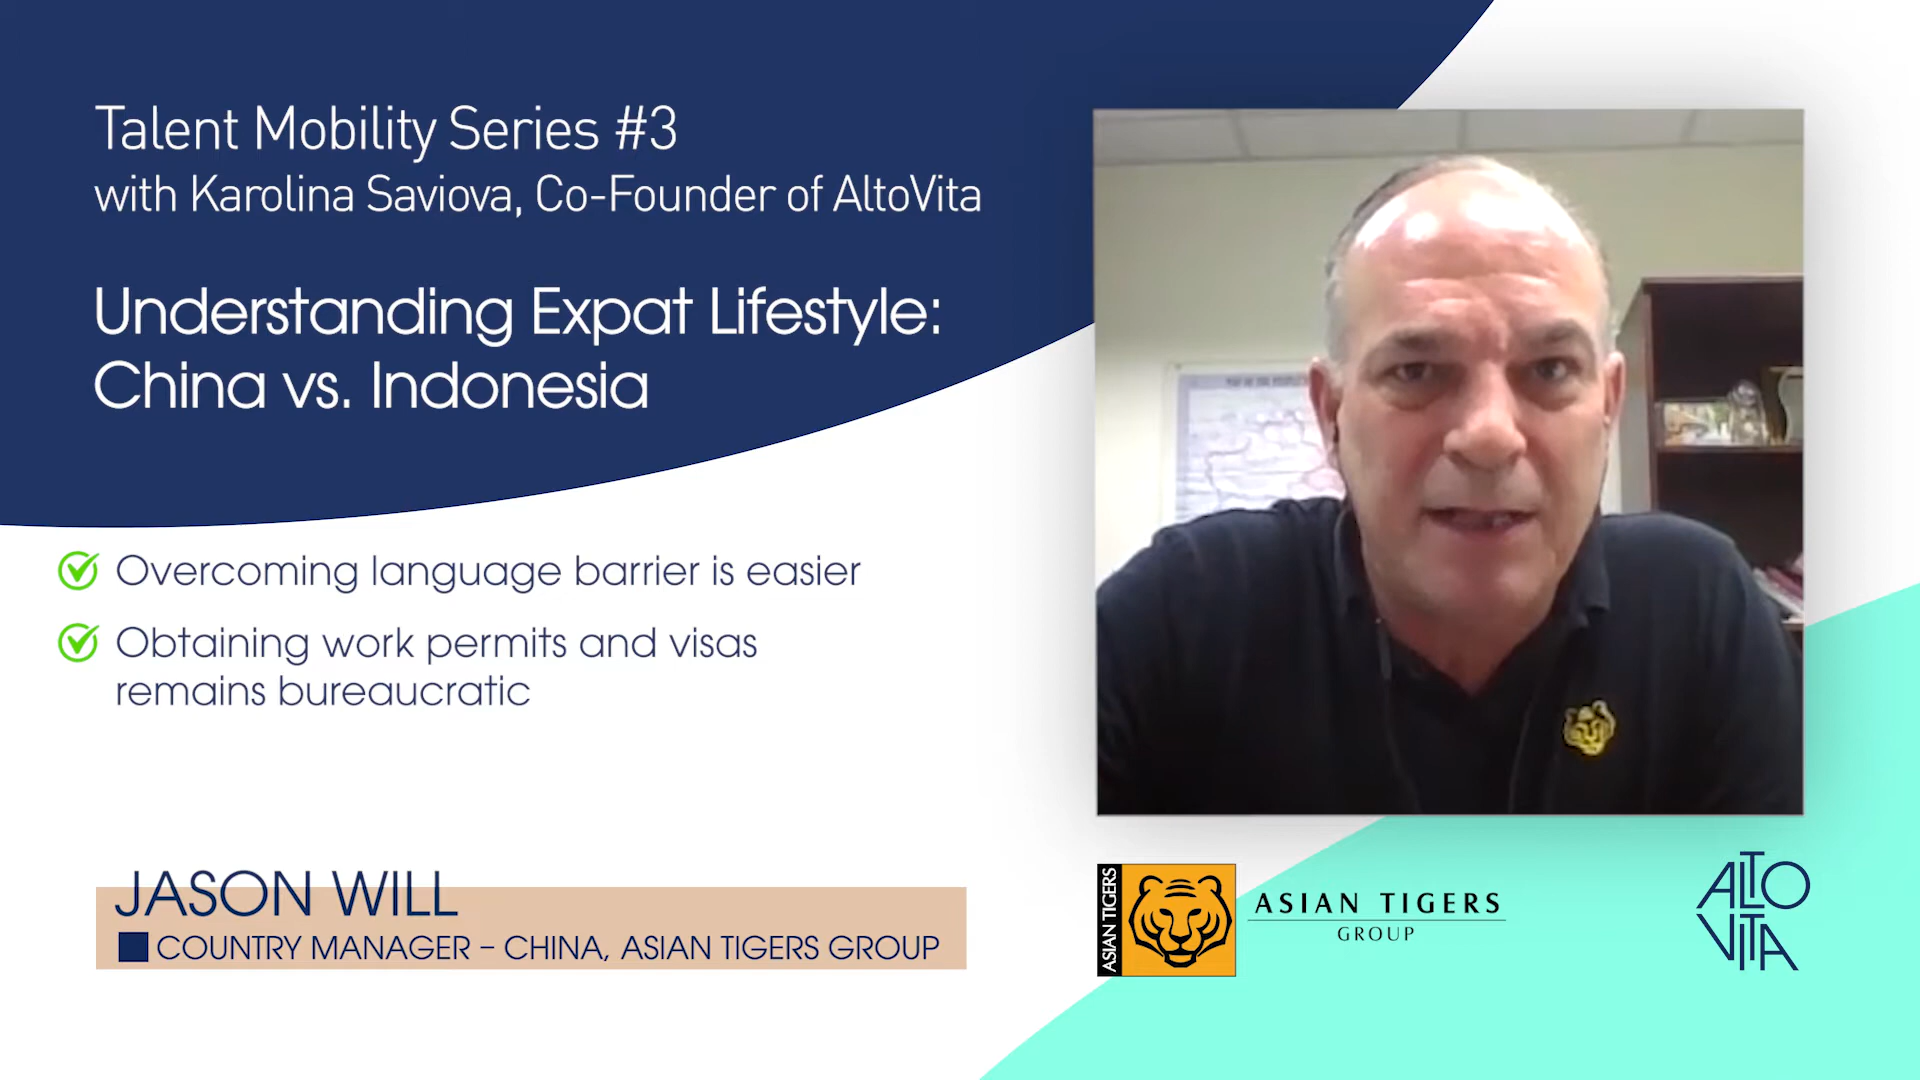 Talent Mobility Series #3
with Karolina Saviova, Co-Founder of AltoVita
Understanding Expat Lifestyle:
China vs. Indonesia
Overcoming language barrier is easier
Obtaining work permits and visas
remains bureaucratic
JASON WILL
COUNTRY MANAGER – CHINA, ASIAN TIGERS GROUP
ASIAN TIGERS
ASIAN TIGERS
GROUP
ALTO
VITA